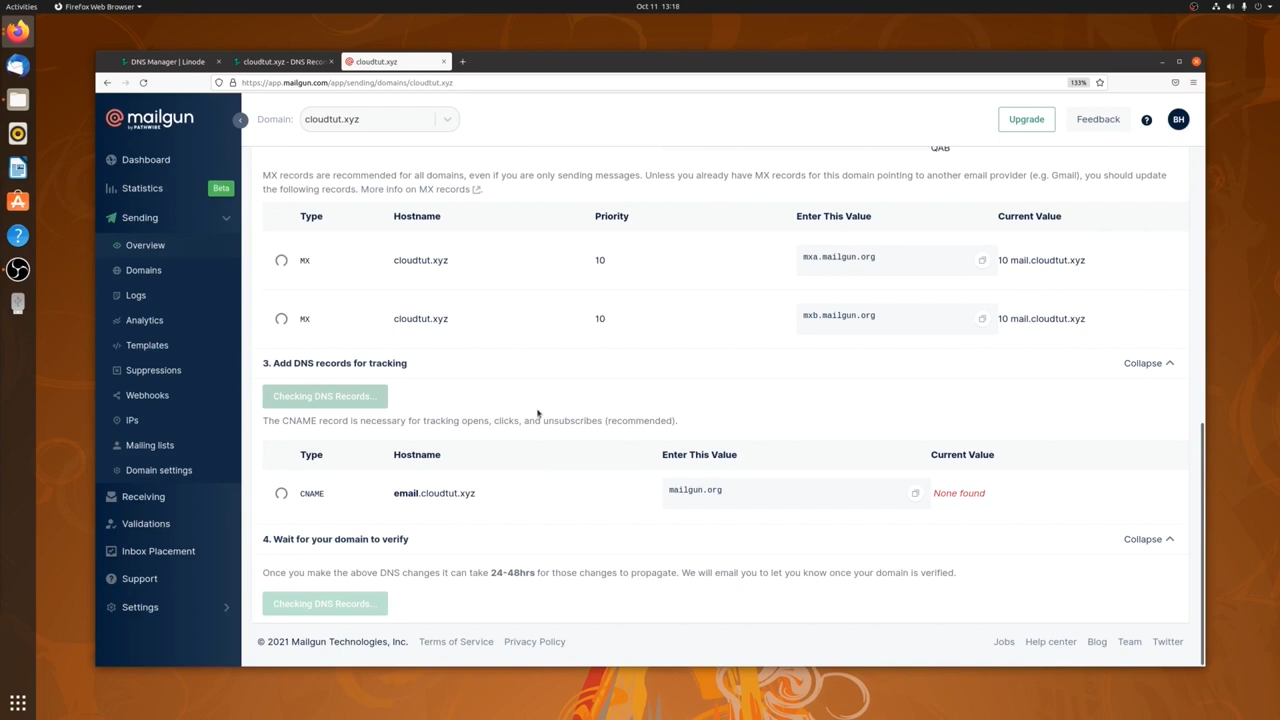 Activities
Firefox Web Browser
Oct 11 13:18
DNS Manager | Linode
cloudtut.xyz - DNS Reco
cloudtut.xyz
https://app.mailgun.com/app/sending/domains/cloudtut.xyz
133%
mailgun
BY PATHWIRE
Domain:
cloudtut.xyz
Upgrade
Feedback
BH
Dashboard
Statistics
Beta
Sending
Overview
Domains
Logs
Analytics
Templates
Suppressions
Webhooks
IPs
Mailing lists
Domain settings
Receiving
Validations
Inbox Placement
Support
Settings
QAB
MX records are recommended for all domains, even if you are only sending messages. Unless you already have MX records for this domain pointing to another email provider (e.g. Gmail), you should update
the following records. More info on MX records
Type Hostname Priority Enter This Value Current Value
MX cloudtut.xyz 10 mxa.mailgun.org 10 mail.cloudtut.xyz
MX cloudtut.xyz 10 mxb.mailgun.org 10 mail.cloudtut.xyz
3. Add DNS records for tracking
Collapse
Checking DNS Records...
The CNAME record is necessary for tracking opens, clicks, and unsubscribes (recommended).
Type Hostname Enter This Value Current Value
CNAME email.cloudtut.xyz mailgun.org None found
4. Wait for your domain to verify
Collapse
Once you make the above DNS changes it can take 24-48hrs for those changes to propagate. We will email you to let you know once your domain is verified.
Checking DNS Records...
© 2021 Mailgun Technologies, Inc. Terms of Service Privacy Policy
Jobs Help center Blog Team Twitter